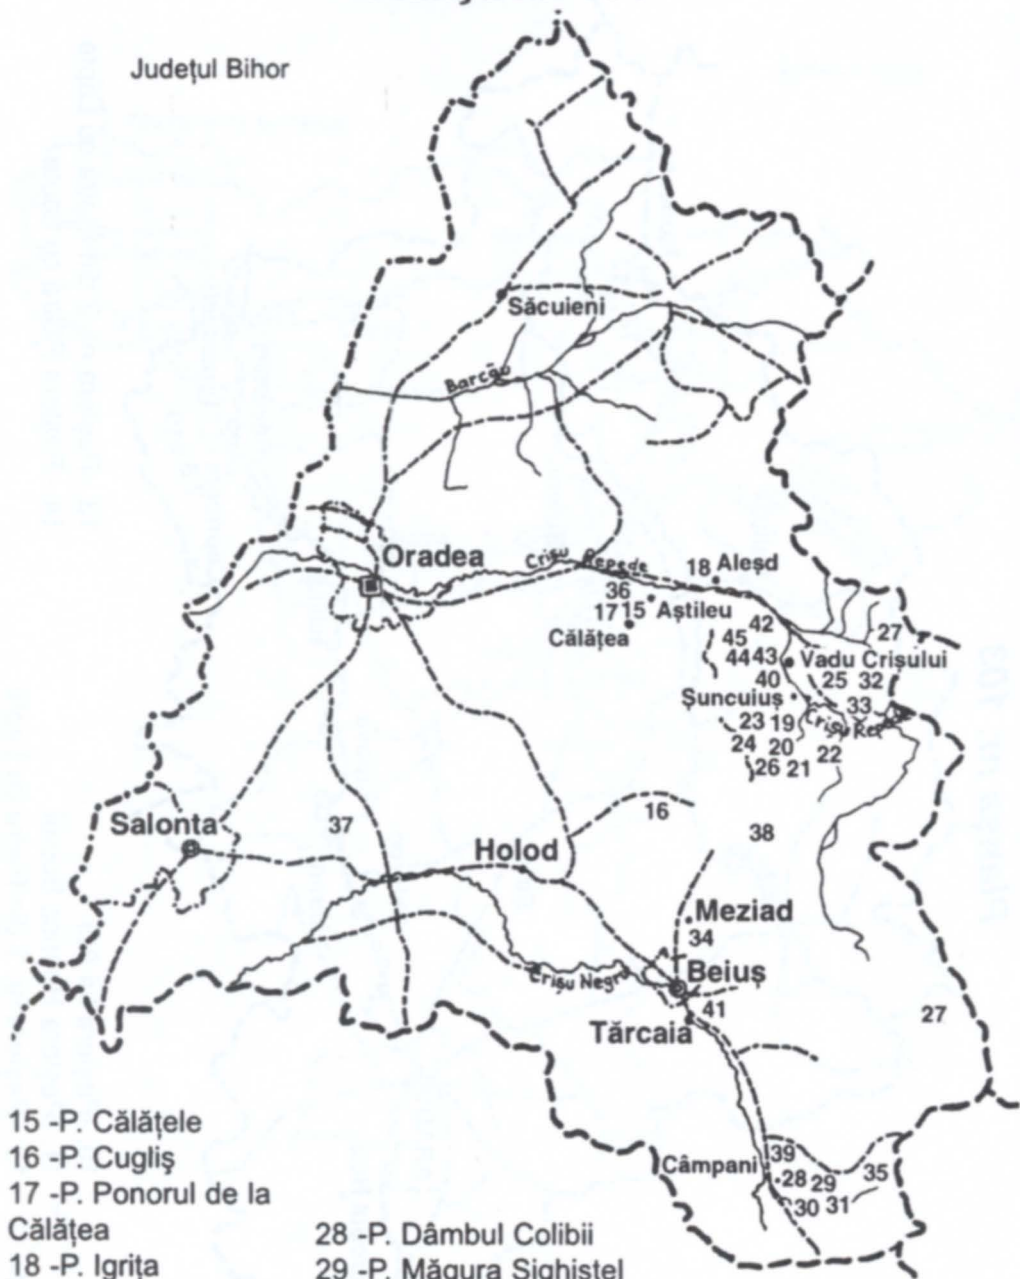 Județul Bihor
Săcuieni
Barcău
Oradea
Crișu Repede
18 Aleșd
36
17 15 Aștileu
Călățea
42
27
45
44 43 Vadu Crișului
40 25 32
Șuncuiuș
33
23 19 Crișu Repede
24 20 22
26 21
16
Salonta
37
38
Holod
Meziad
34
Beiuș
Crișu Negru
41
27
Tărcaia
39
Câmpani
28 29 35
30 31
15 -P. Călățele
16 -P. Cugliş
17 -P. Ponorul de la
Călățea
18 -P. Igrița
28 -P. Dâmbul Colibii
29 -P. Măgura Sighiștel